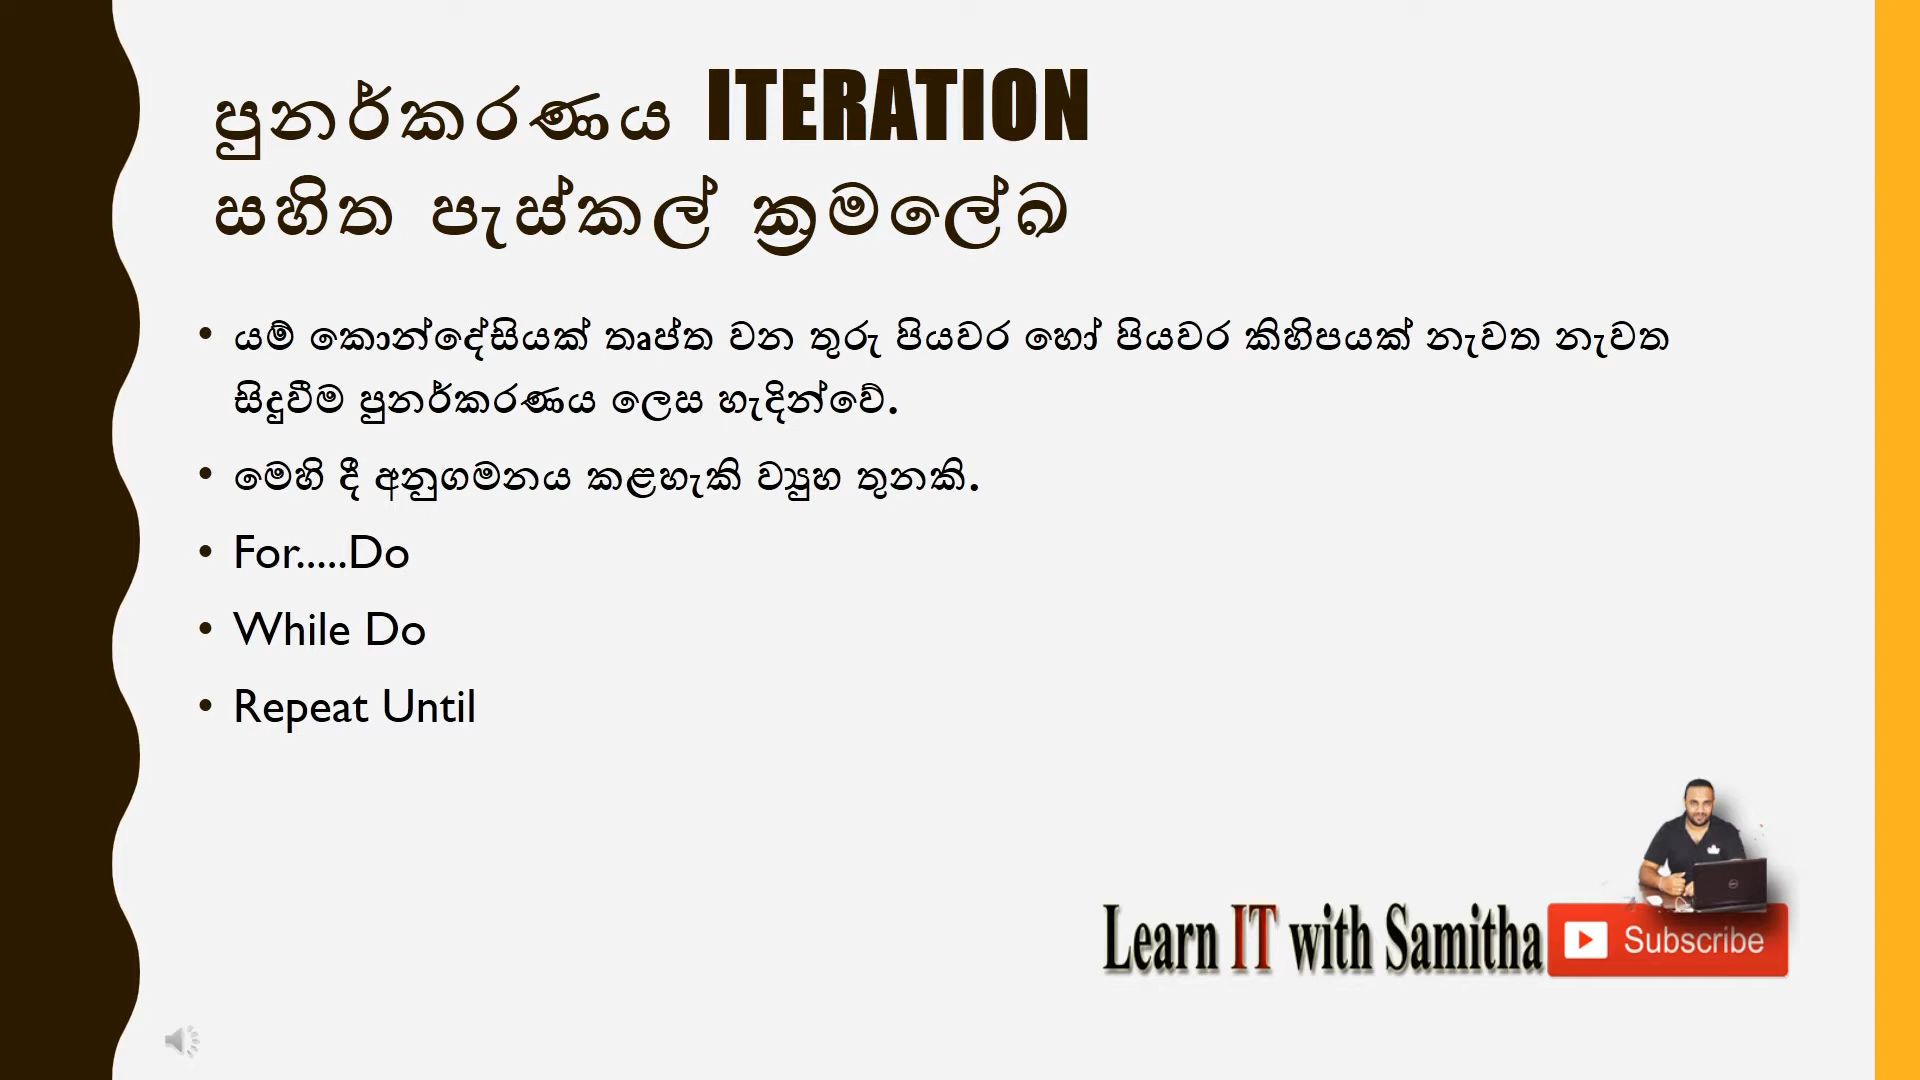 පුනර්කරණය ITERATION
සහිත පැස්කල් ක්‍රමලේඛ
• යම් කොන්දේසියක් තෘප්ත වන තුරු පියවර හෝ පියවර කිහිපයක් නැවත නැවත
සිදුවීම පුනර්කරණය ලෙස හැදින්වේ.
• මෙහි දී අනුගමනය කළහැකි ව්‍යුහ තුනකි.
• For.....Do
• While Do
• Repeat Until
Learn IT with Samitha
Subscribe